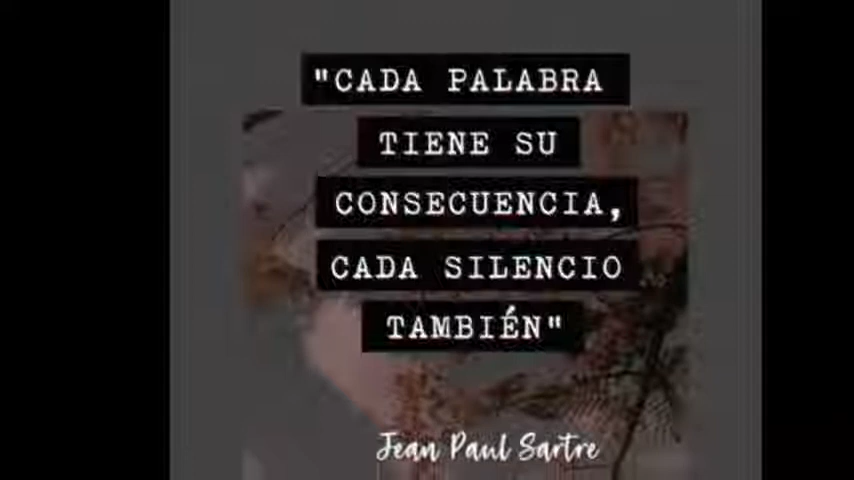 "CADA PALABRA
TIENE SU
CONSECUENCIA,
CADA SILENCIO
TAMBIÉN"
Jean Paul Sartre